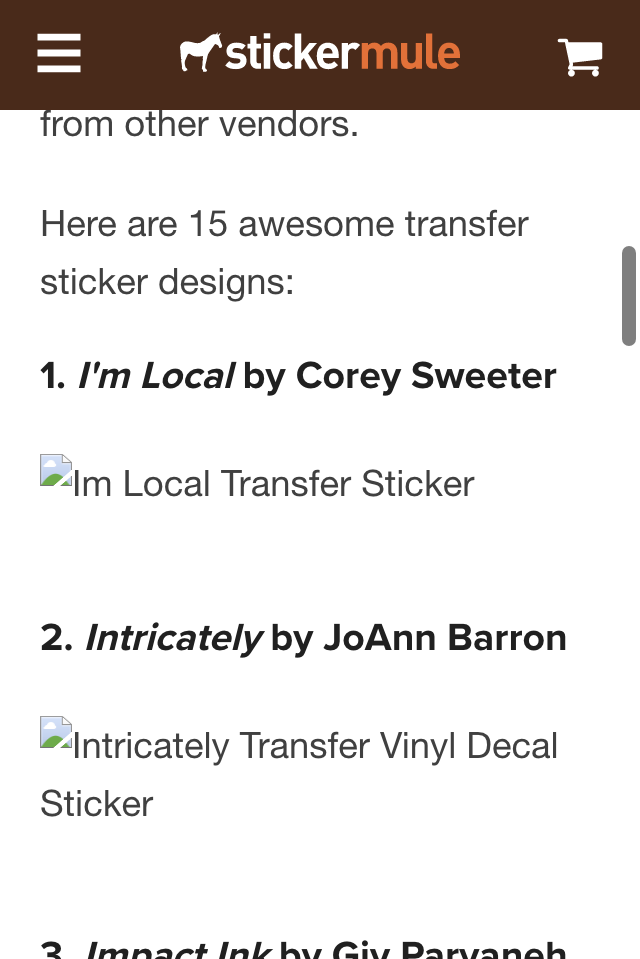 stickermule
from other vendors.
Here are 15 awesome transfer
sticker designs:
1. I'm Local by Corey Sweeter
Im Local Transfer Sticker
2. Intricately by JoAnn Barron
Intricately Transfer Vinyl Decal
Sticker
3. Impact Ink by Giv Parvaneh